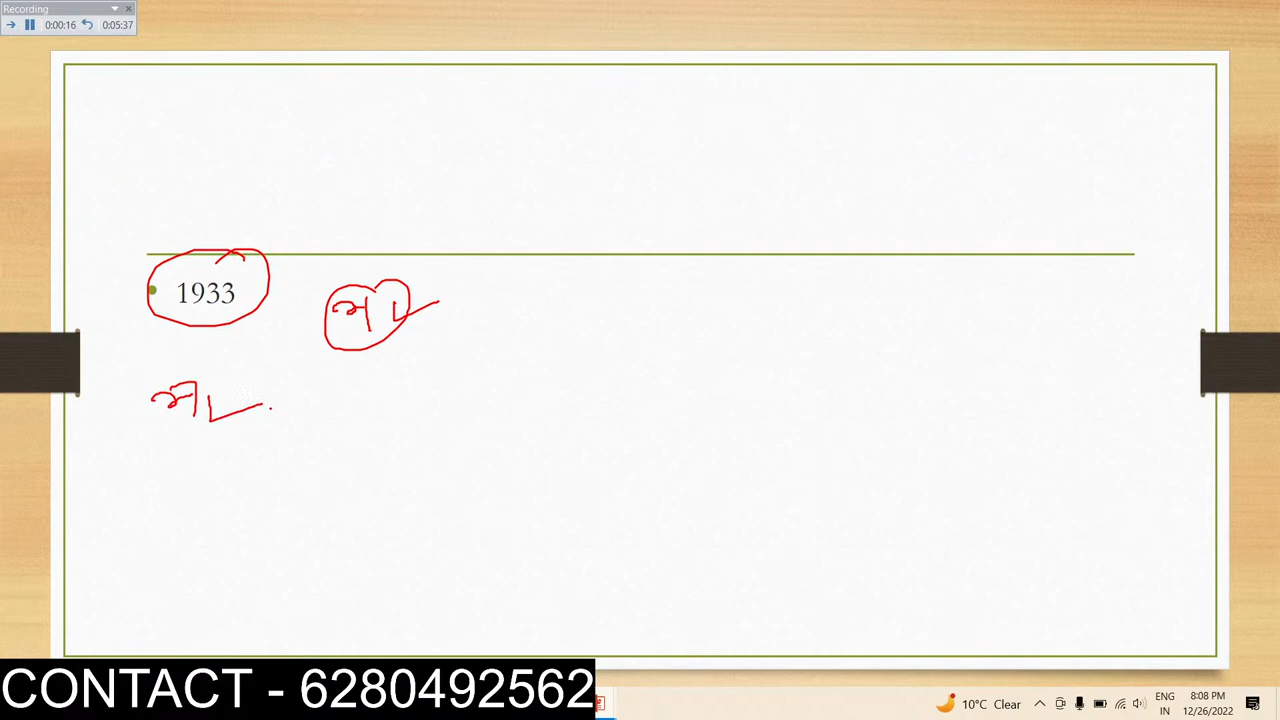 Recording
0:00:16 0:05:37
1933
CONTACT - 6280492562
10°C Clear
ENG
IN
8:08 PM
12/26/2022